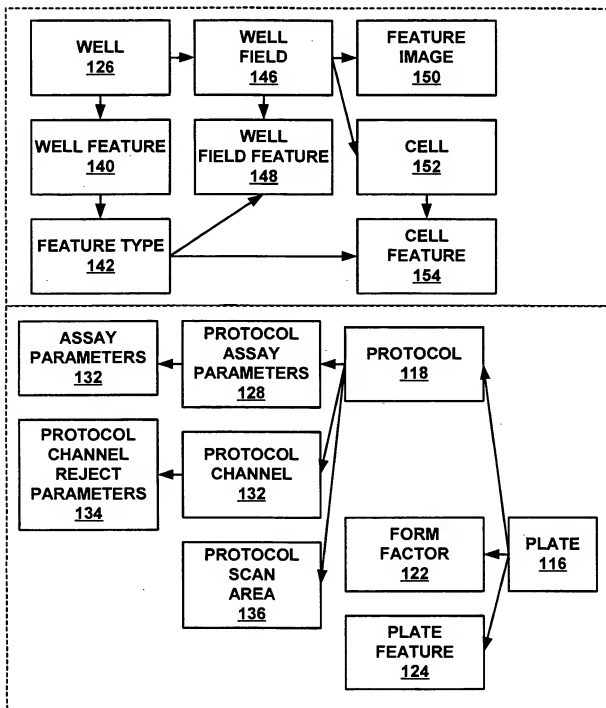 WELL
126
WELL
FIELD
146
FEATURE
IMAGE
150
WELL FEATURE
140
WELL
FIELD FEATURE
148
CELL
152
FEATURE TYPE
142
CELL
FEATURE
154
ASSAY
PARAMETERS
132
PROTOCOL
ASSAY
PARAMETERS
128
PROTOCOL
118
PROTOCOL
CHANNEL
REJECT
PARAMETERS
134
PROTOCOL
CHANNEL
132
FORM
FACTOR
122
PLATE
116
PROTOCOL
SCAN
AREA
136
PLATE
FEATURE
124